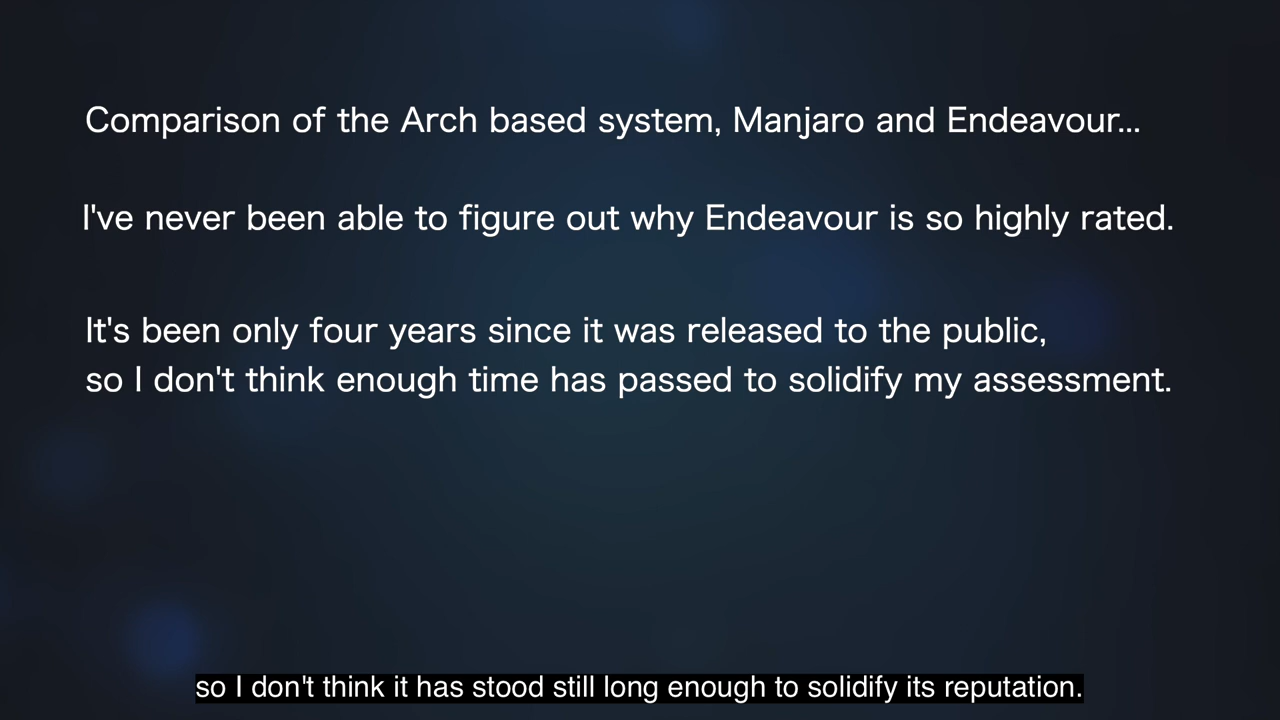 Comparison of the Arch based system, Manjaro and Endeavour...
I've never been able to figure out why Endeavour is so highly rated.
It's been only four years since it was released to the public,
so I don't think enough time has passed to solidify my assessment.
so I don't think it has stood still long enough to solidify its reputation.